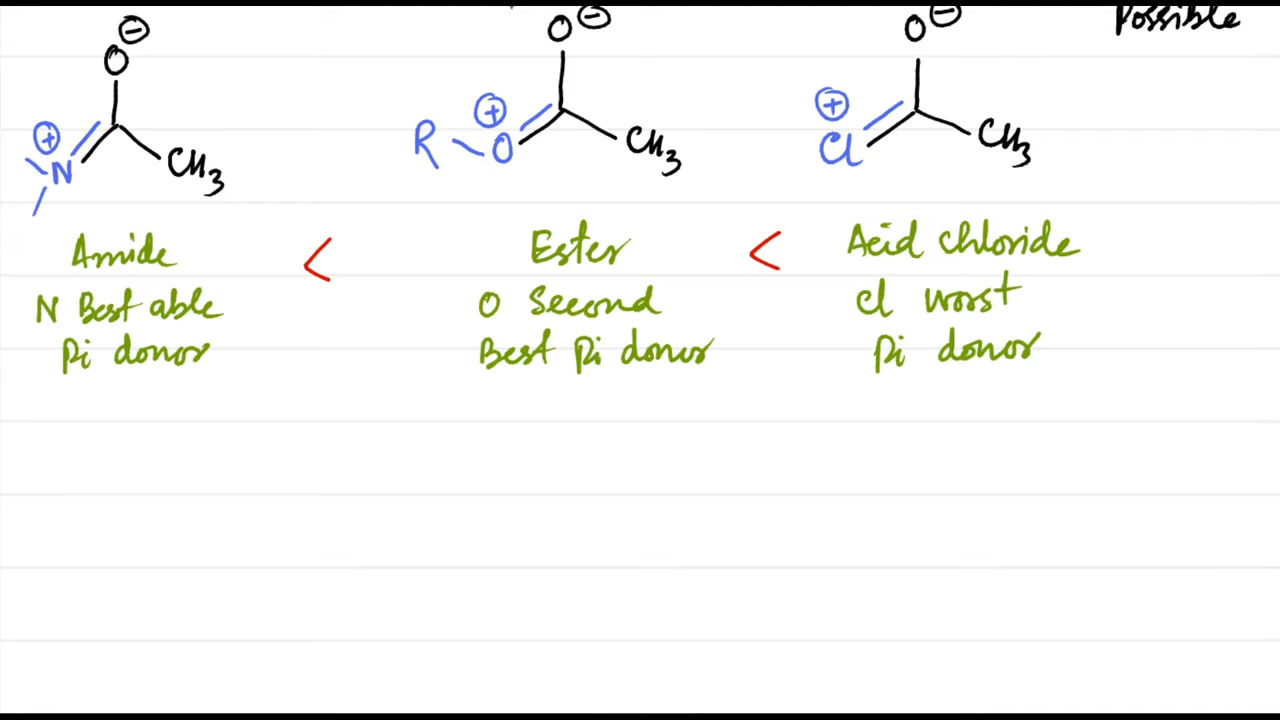 O ⊖ O ⊖ O ⊖ Possible
⊕ N CH3 R O ⊕ CH3 ⊕ Cl CH3
Amide < Ester < Acid chloride
N Best able O Second Cl worst
Pi donor Best Pi donor Pi donor